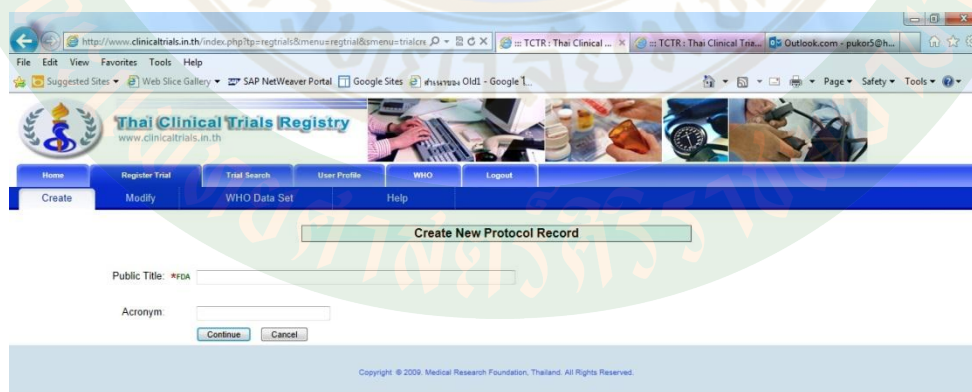 http://www.clinicaltrials.in.th/index.php?tp=regtrials&menu=regtrial&smenu=trialcre
::: TCTR : Thai Clinical ...
::: TCTR : Thai Clinical Tria...
Outlook.com - pukor5@h...
File Edit View Favorites Tools Help
Suggested Sites Web Slice Gallery SAP NetWeaver Portal Google Sites Old1 - Google
Page Safety Tools
Thai Clinical Trials Registry
www.clinicaltrials.in.th
Home Register Trial Trial Search User Profile WHO Logout
Create Modify WHO Data Set Help
Create New Protocol Record
Public Title: *FDA
Acronym:
Continue Cancel
Copyright © 2009. Medical Research Foundation, Thailand. All Rights Reserved.